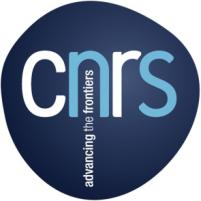 cnrs
advancing the frontiers